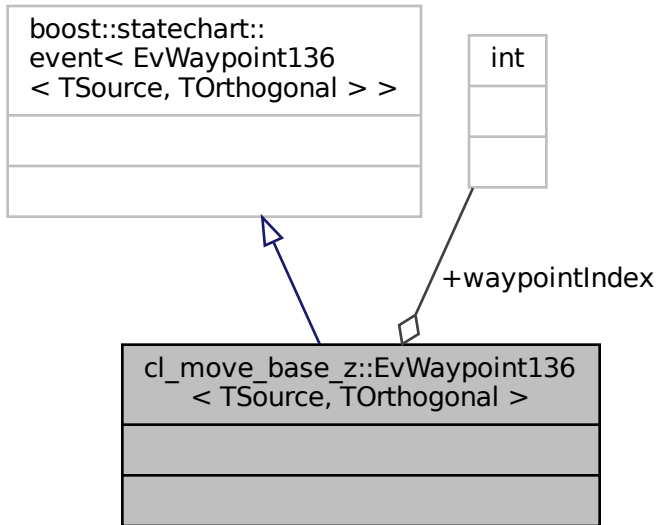 boost::statechart::
event< EvWaypoint136
< TSource, TOrthogonal > >
int
+waypointIndex
cl_move_base_z::EvWaypoint136
< TSource, TOrthogonal >